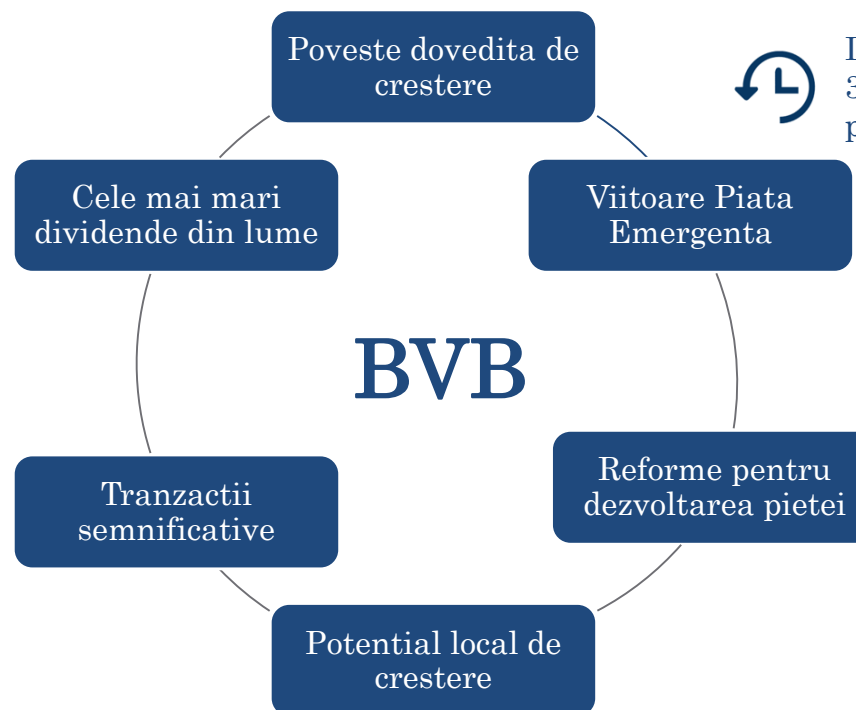 Poveste dovedita de
crestere
3
Cele mai mari
dividende din lume
Viitoare Piata
Emergenta
BVB
Tranzactii
semnificative
Reforme pentru
dezvoltarea pietei
Potential local de
crestere